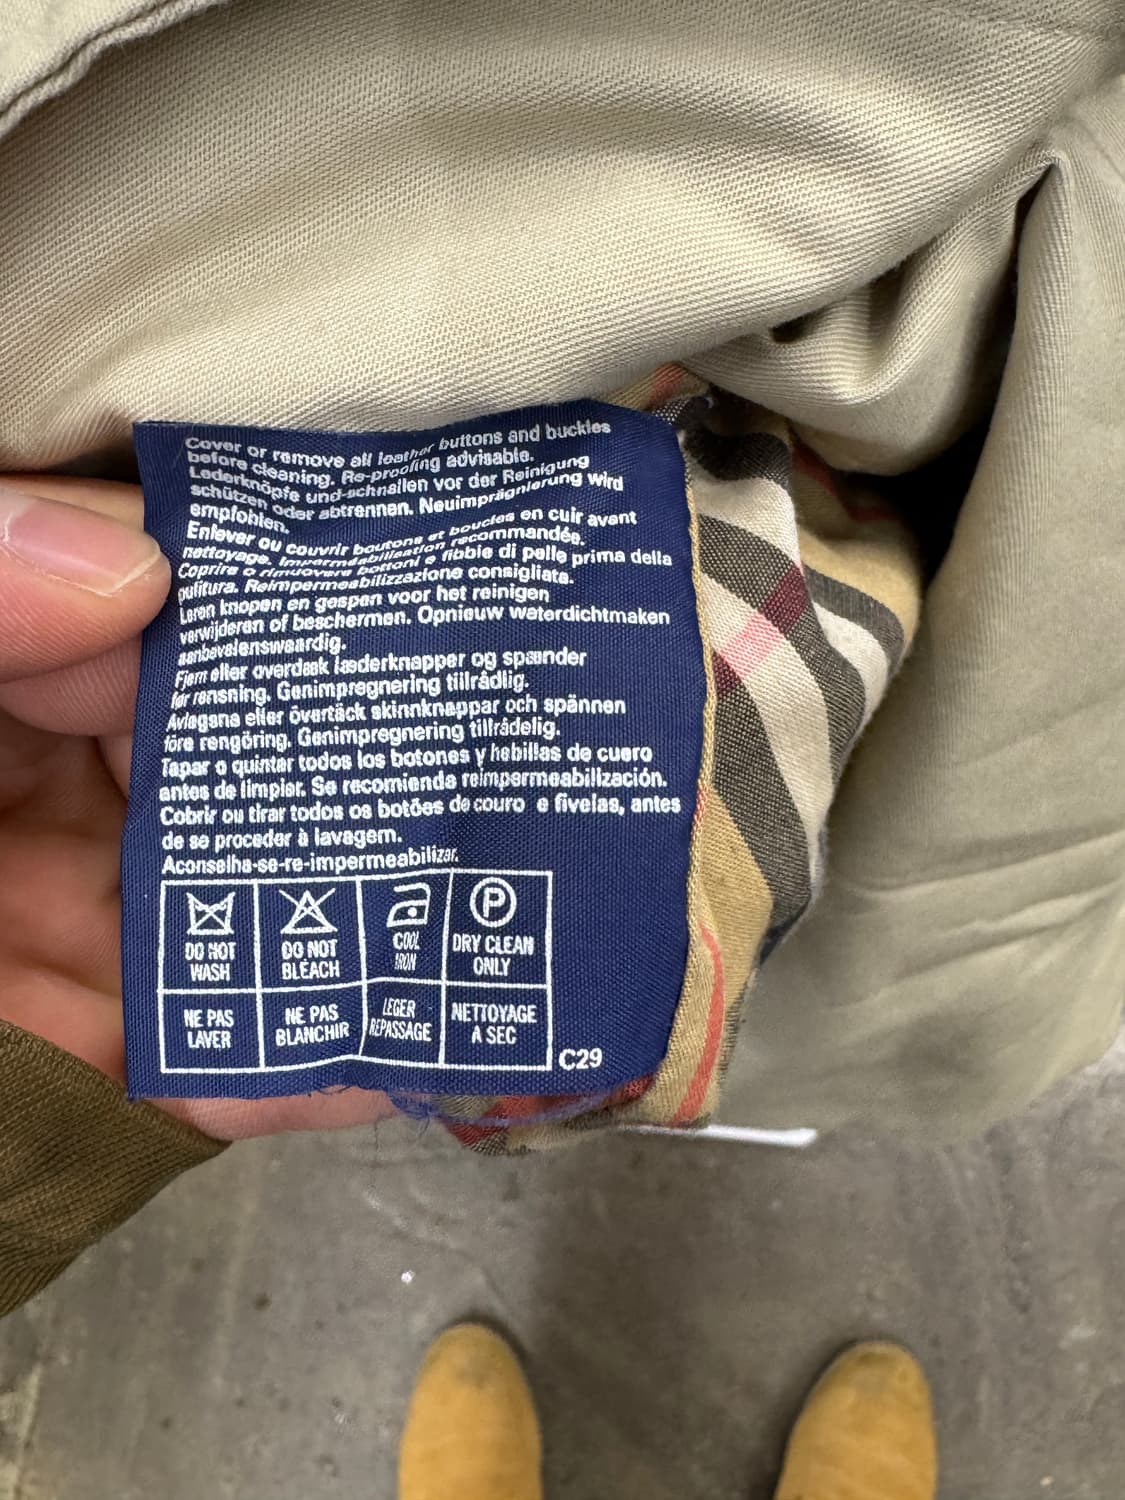 Cover or remove all leather buttons and buckles
before cleaning. Re-proofing advisable.
Lederknöpfe und-schnallen vor der Reinigung
schützen oder abtrennen. Neuimprägnierung wird
empfohlen.
Enlever ou couvrir boutons et boucles en cuir avant
nettoyage. Imperméabilisation recommandée.
Coprire o rimuovere bottoni e fibbie di pelle prima della
pulitura. Reimpermeabilizzazione consigliata.
Leren knopen en gespen voor het reinigen
verwijderen of beschermen. Opnieuw waterdichtmaken
aanbevelenswaardig.
Fjern eller overdæk læderknapper og spænder
før rensning. Genimpregnering tilrådlig.
Avlagsna eller övertäck skinnknappar och spännen
före rengöring. Genimpregnering tillrådelig.
Tapar o quintar todos los botones y hebillas de cuero
antes de limpiar. Se recomienda reimpermeabilización.
Cobrir ou tirar todos os botões de couro e fivelas, antes
de se proceder à lavagem.
Aconselha-se-re-impermeabilizar.
P
DO NOT WASH
DO NOT BLEACH
COOL IRON
DRY CLEAN ONLY
NE PAS LAVER
NE PAS BLANCHIR
LEGER REPASSAGE
NETTOYAGE A SEC
C29